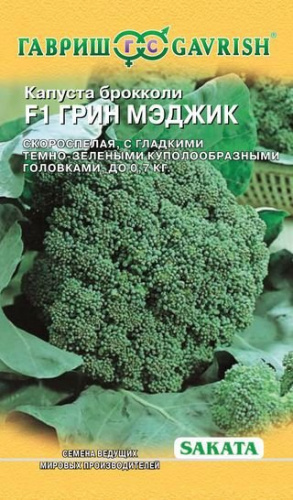 ГАВРИШ ГС GAVRISH®
Капуста брокколи
F1 ГРИН МЭДЖИК
СКОРОСПЕЛАЯ, С ГЛАДКИМИ
ТЕМНО-ЗЕЛЕНЫМИ КУПОЛООБРАЗНЫМИ
ГОЛОВКАМИ, ДО 0,7 КГ.
СЕМЕНА ВЕДУЩИХ
МИРОВЫХ ПРОИЗВОДИТЕЛЕЙ
SAKATA